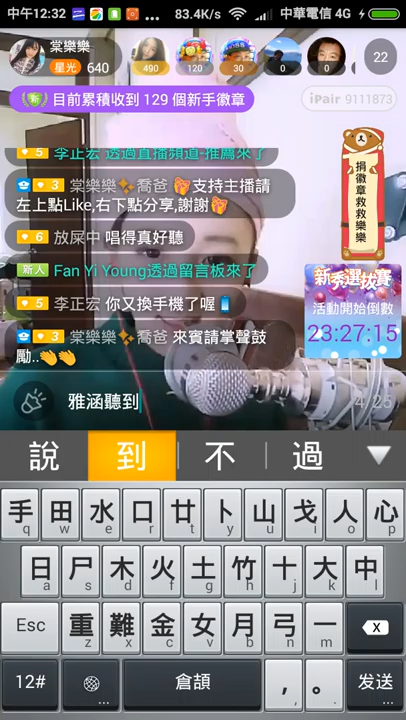 中午12:32 ... 83.4K/s 中華電信 4G
棠樂樂
星光 640
490 120 30 0 0 22
新 目前累積收到 129 個新手徽章
iPair 9111873
5 李止宏 透過直播頻道-推薦來了
3 棠樂樂✨喬爸 支持主播請
左上點Like,右下點分享,謝謝
6 放屎中 唱得真好聽
新人 Fan Yi Young透過留言板來了
5 李正宏 你又換手機了喔
3 棠樂樂✨喬爸 來賓請掌聲鼓
勵..👏👏
捐徽章救救樂樂
新秀選拔賽
活動開始倒數
23:27:15
雅涵聽到 4/25
說 到 不 過
手 田 水 口 廿 卜 山 戈 人 心
q w e r t y u i o p
日 尸 木 火 土 竹 十 大 中
a s d f g h j k l
Esc 重 難 金 女 月 弓 一
z x c v b n m
12# 倉頡 , 。 发送